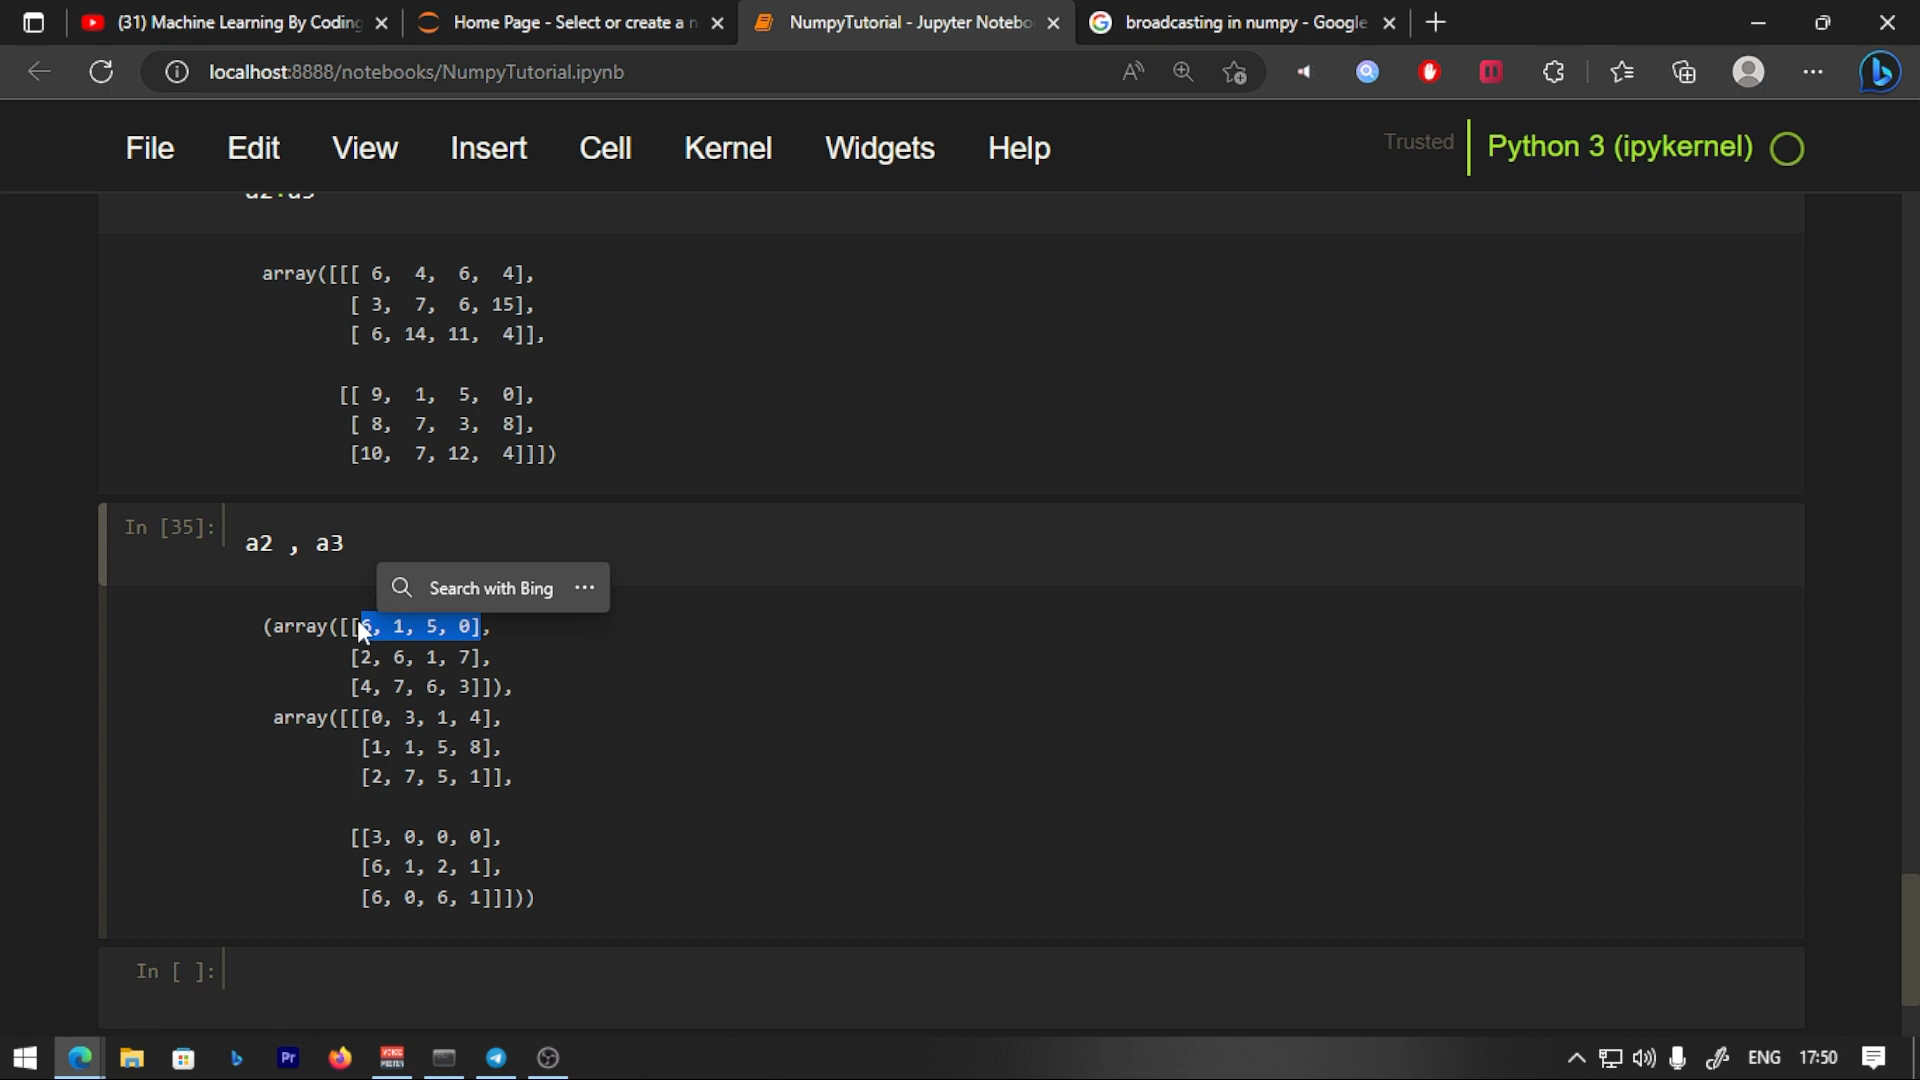 (31) Machine Learning By Coding
Home Page - Select or create a n
NumpyTutorial - Jupyter Notebo
broadcasting in numpy - Google
localhost:8888/notebooks/NumpyTutorial.ipynb
File Edit View Insert Cell Kernel Widgets Help
Trusted
Python 3 (ipykernel)
array([[[ 6, 4, 6, 4],
[ 3, 7, 6, 15],
[ 6, 14, 11, 4]],
[[ 9, 1, 5, 0],
[ 8, 7, 3, 8],
[10, 7, 12, 4]]])
In [35]:
a2 , a3
Search with Bing
(array([[6, 1, 5, 0],
[2, 6, 1, 7],
[4, 7, 6, 3]]),
array([[[0, 3, 1, 4],
[1, 1, 5, 8],
[2, 7, 5, 1]],
[[3, 0, 0, 0],
[6, 1, 2, 1],
[6, 0, 6, 1]]]))
In [ ]:
Pr
VOICE
MEETER
ENG
17:50